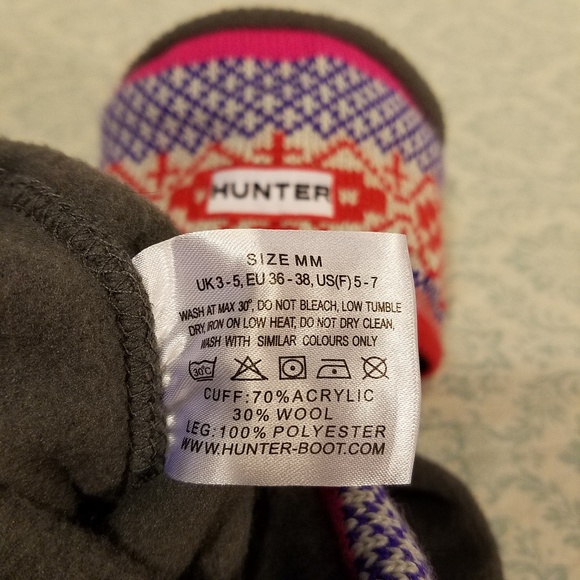 HUNTER
SIZE MM
UK 3 - 5, EU 36 - 38, US(F) 5 - 7
WASH AT MAX 30°, DO NOT BLEACH, LOW TUMBLE
DRY, IRON ON LOW HEAT, DO NOT DRY CLEAN,
WASH WITH SIMILAR COLOURS ONLY
30°C
CUFF: 70% ACRYLIC
30% WOOL
LEG: 100% POLYESTER
WWW.HUNTER-BOOT.COM